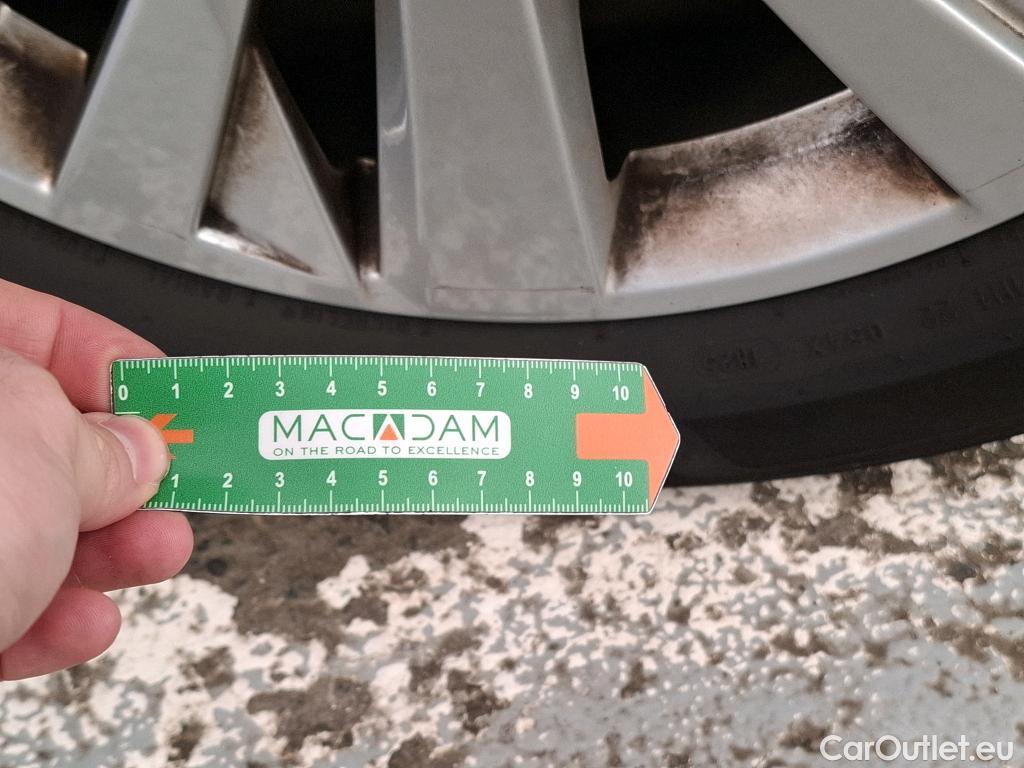 0 1 2 3 4 5 6 7 8 9 10
MACADAM
ON THE ROAD TO EXCELLENCE
1 2 3 4 5 6 7 8 9 10
CarOutlet.eu